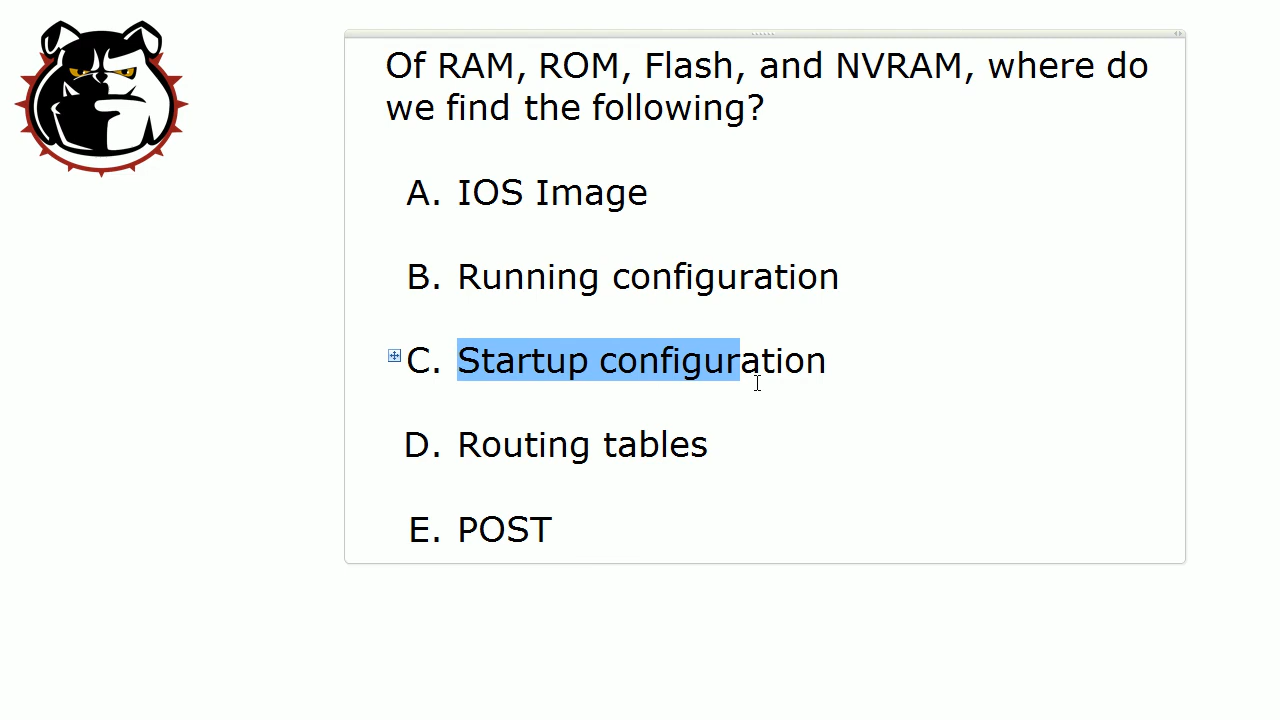 Of RAM, ROM, Flash, and NVRAM, where do
we find the following?
A. IOS Image
B. Running configuration
C. Startup configuration
D. Routing tables
E. POST